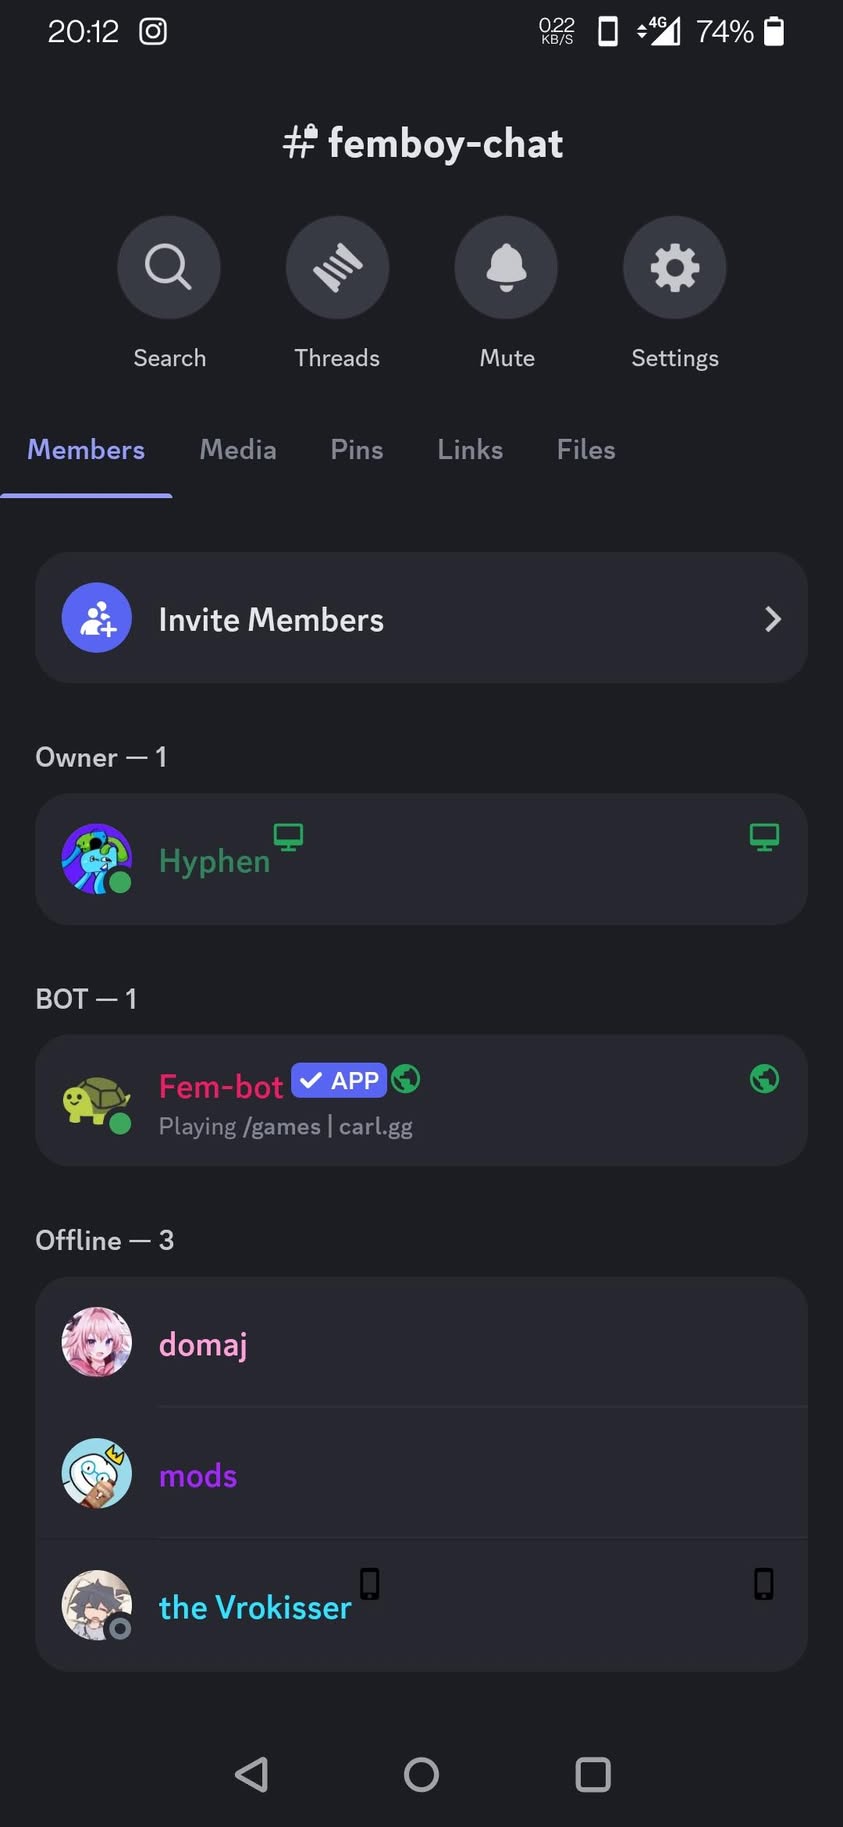 20:12
0.22 KB/S 4G 74%
# femboy-chat
Search Threads Mute Settings
Members Media Pins Links Files
Invite Members
Owner — 1
Hyphen
BOT — 1
Fem-bot APP
Playing /games | carl.gg
Offline — 3
domaj
mods
the Vrokisser